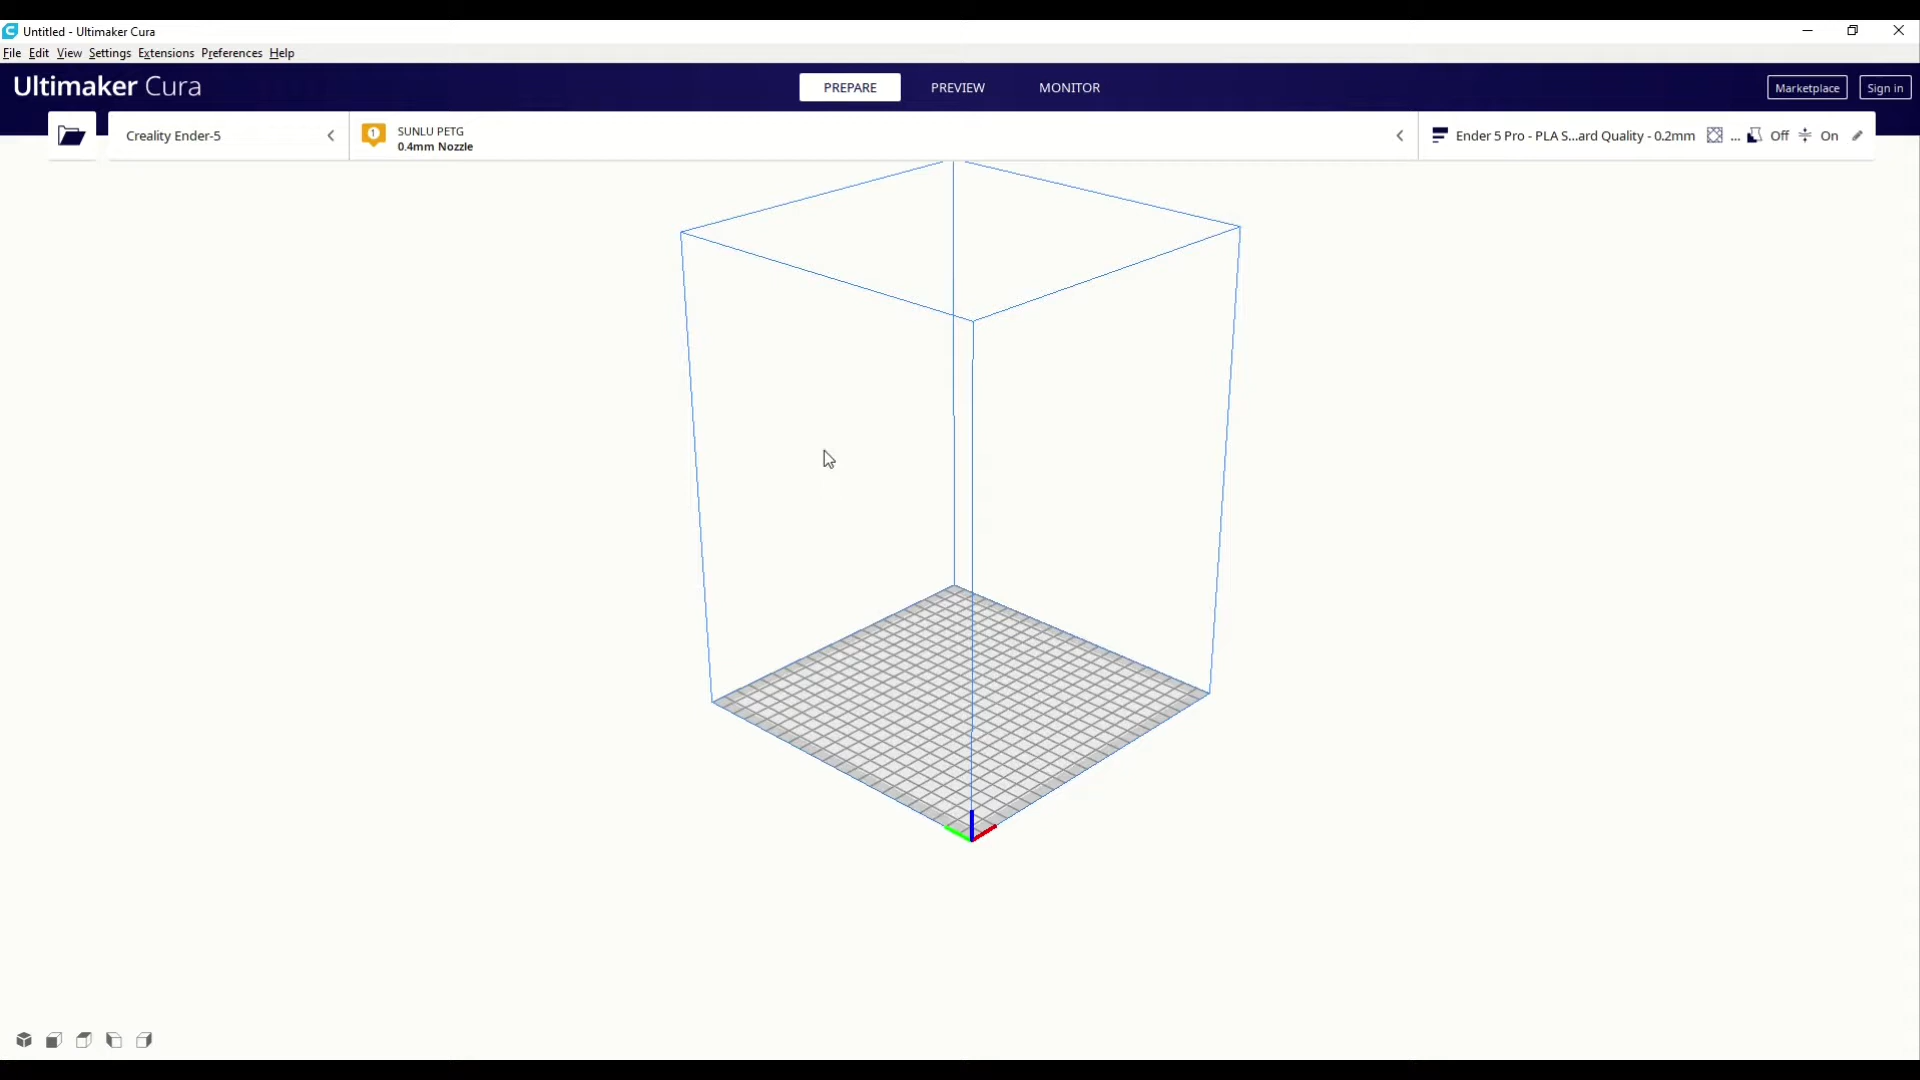 Untitled - Ultimaker Cura
File Edit View Settings Extensions Preferences Help
Ultimaker Cura
PREPARE PREVIEW MONITOR
Marketplace Sign in
Creality Ender-5
1
SUNLU PETG
0.4mm Nozzle
Ender 5 Pro - PLA S...ard Quality - 0.2mm ... Off On